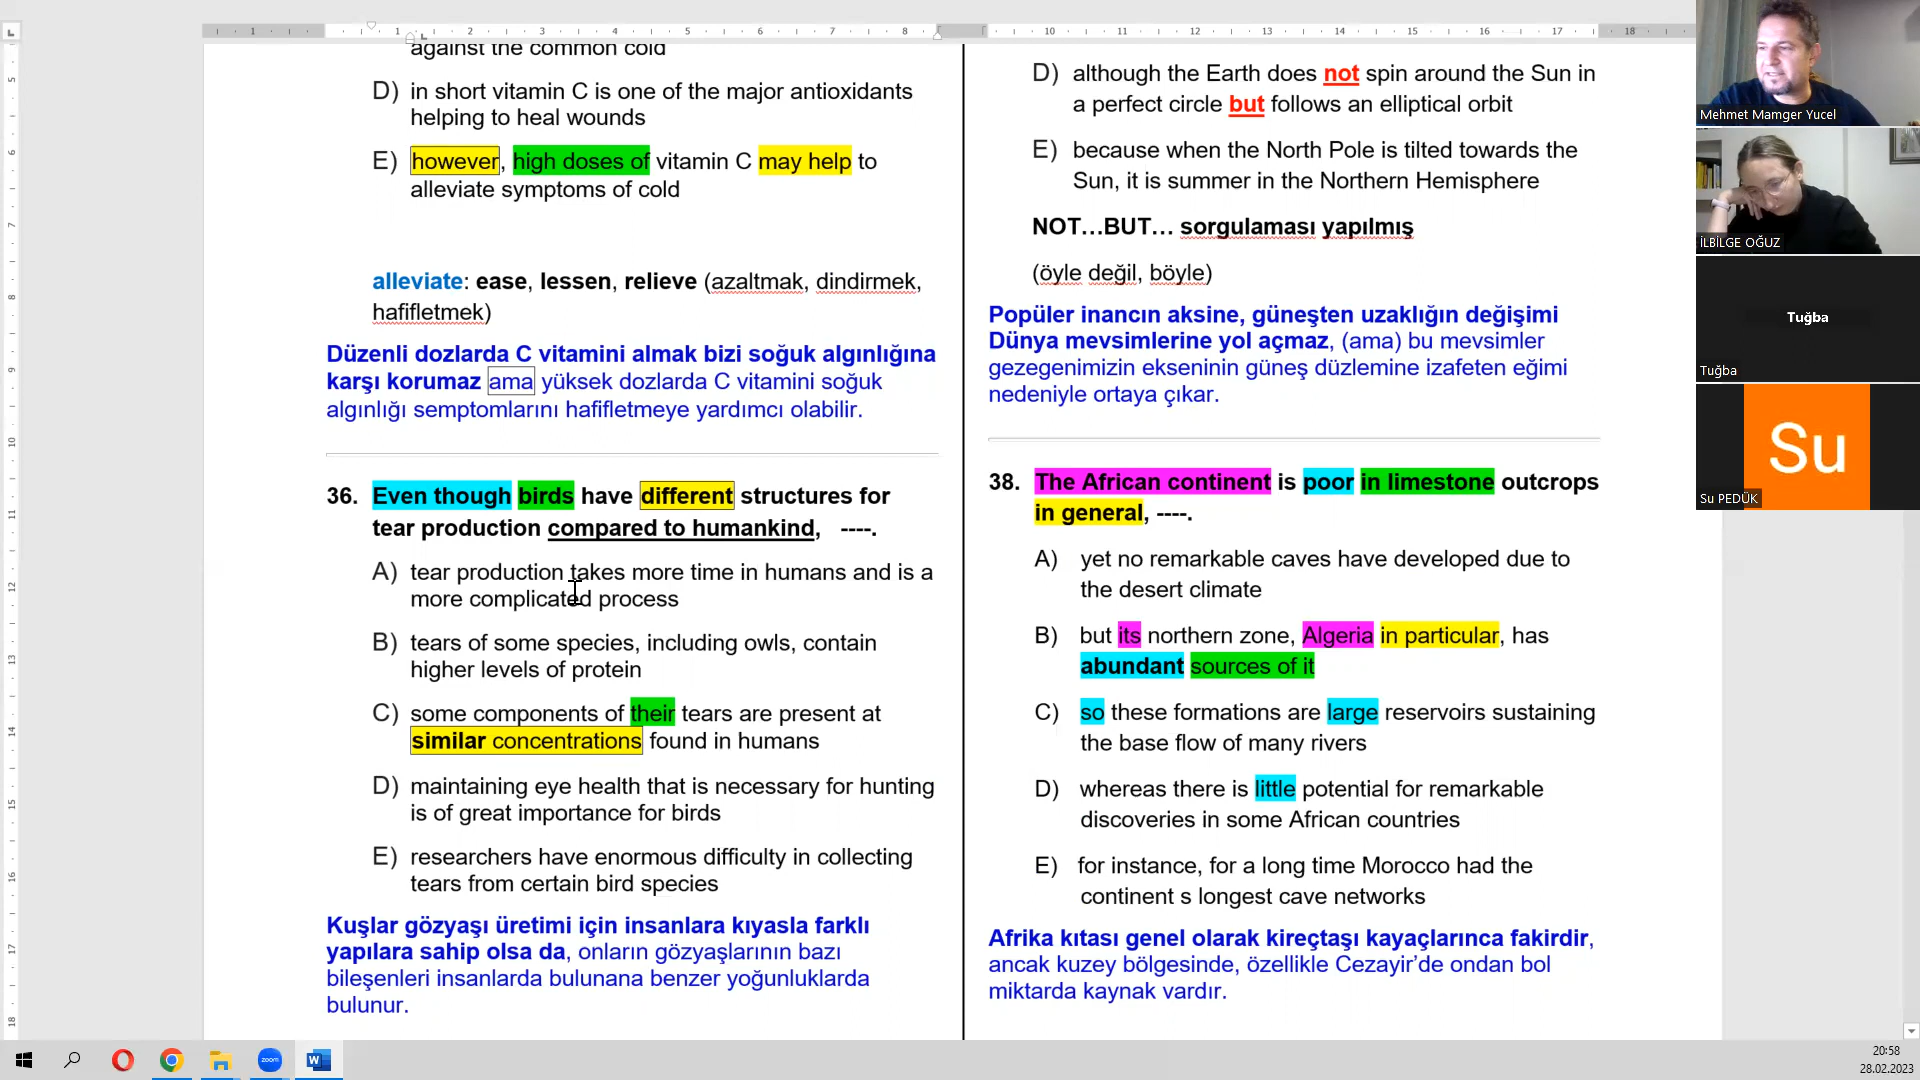 against the common cold
D) in short vitamin C is one of the major antioxidants
helping to heal wounds
E) however, high doses of vitamin C may help to
alleviate symptoms of cold
alleviate: ease, lessen, relieve (azaltmak, dindirmek,
hafifletmek)
Düzenli dozlarda C vitamini almak bizi soğuk algınlığına
karşı korumaz ama yüksek dozlarda C vitamini soğuk
algınlığı semptomlarını hafifletmeye yardımcı olabilir.
36. Even though birds have different structures for
tear production compared to humankind, ----.
A) tear production takes more time in humans and is a
more complicated process
B) tears of some species, including owls, contain
higher levels of protein
C) some components of their tears are present at
similar concentrations found in humans
D) maintaining eye health that is necessary for hunting
is of great importance for birds
E) researchers have enormous difficulty in collecting
tears from certain bird species
Kuşlar gözyaşı üretimi için insanlara kıyasla farklı
yapılara sahip olsa da, onların gözyaşlarının bazı
bileşenleri insanlarda bulunana benzer yoğunluklarda
bulunur.
D) although the Earth does not spin around the Sun in
a perfect circle but follows an elliptical orbit
E) because when the North Pole is tilted towards the
Sun, it is summer in the Northern Hemisphere
NOT…BUT… sorgulaması yapılmış
(öyle değil, böyle)
Popüler inancın aksine, güneşten uzaklığın değişimi
Dünya mevsimlerine yol açmaz, (ama) bu mevsimler
gezegenimizin ekseninin güneş düzlemine izafeten eğimi
nedeniyle ortaya çıkar.
38. The African continent is poor in limestone outcrops
in general, ----.
A) yet no remarkable caves have developed due to
the desert climate
B) but its northern zone, Algeria in particular, has
abundant sources of it
C) so these formations are large reservoirs sustaining
the base flow of many rivers
D) whereas there is little potential for remarkable
discoveries in some African countries
E) for instance, for a long time Morocco had the
continent s longest cave networks
Afrika kıtası genel olarak kireçtaşı kayaçlarınca fakirdir,
ancak kuzey bölgesinde, özellikle Cezayir’de ondan bol
miktarda kaynak vardır.
Mehmet Mamger Yucel
İLBİLGE OĞUZ
Tuğba
Tuğba
Su
Su PEDÜK
zoom
20:58
28.02.2023